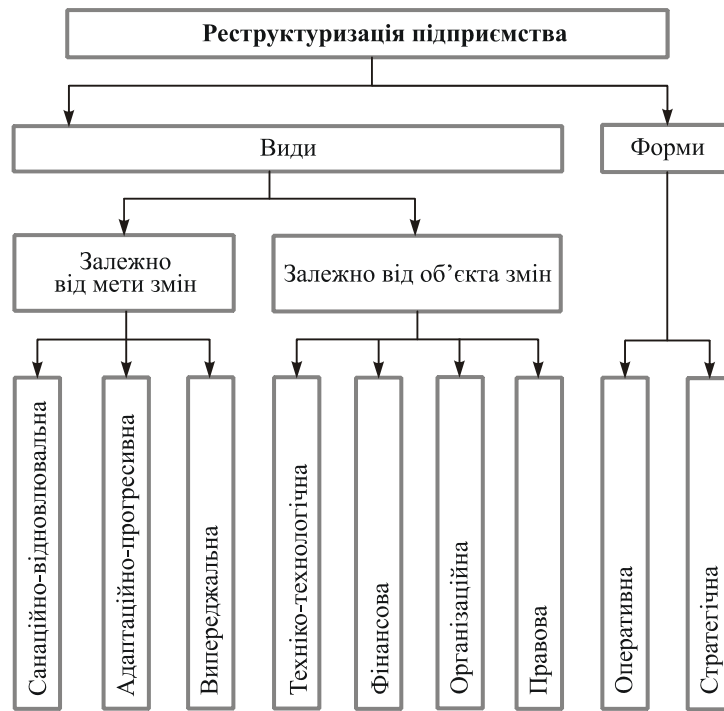 Реструктуризація підприємства
Види
Форми
Залежно
від мети змін
Залежно від об’єкта змін
Санаційно-відновлювальна
Адаптаційно-прогресивна
Випереджальна
Техніко-технологічна
Фінансова
Організаційна
Правова
Оперативна
Стратегічна